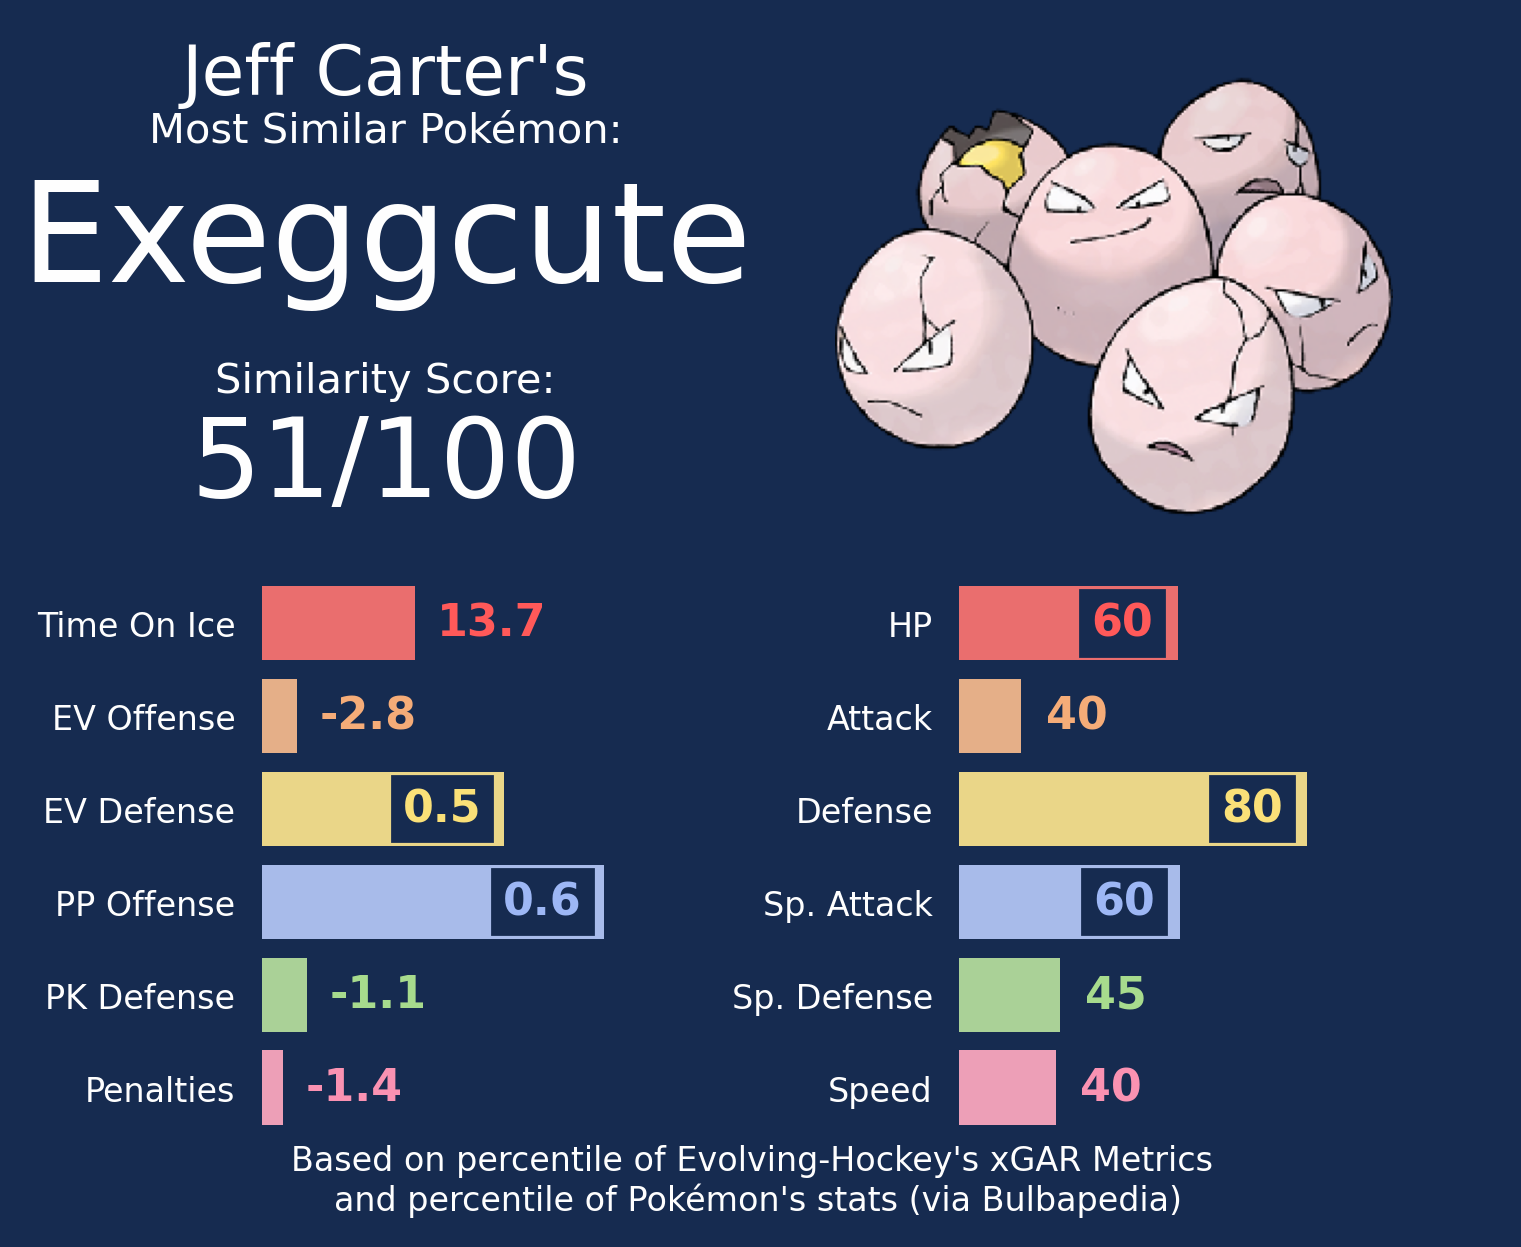 Jeff Carter's
Most Similar Pokémon:
Exeggcute
Similarity Score:
51/100
Time On Ice 13.7
EV Offense -2.8
EV Defense 0.5
PP Offense 0.6
PK Defense -1.1
Penalties -1.4
HP 60
Attack 40
Defense 80
Sp. Attack 60
Sp. Defense 45
Speed 40
Based on percentile of Evolving-Hockey's xGAR Metrics
and percentile of Pokémon's stats (via Bulbapedia)